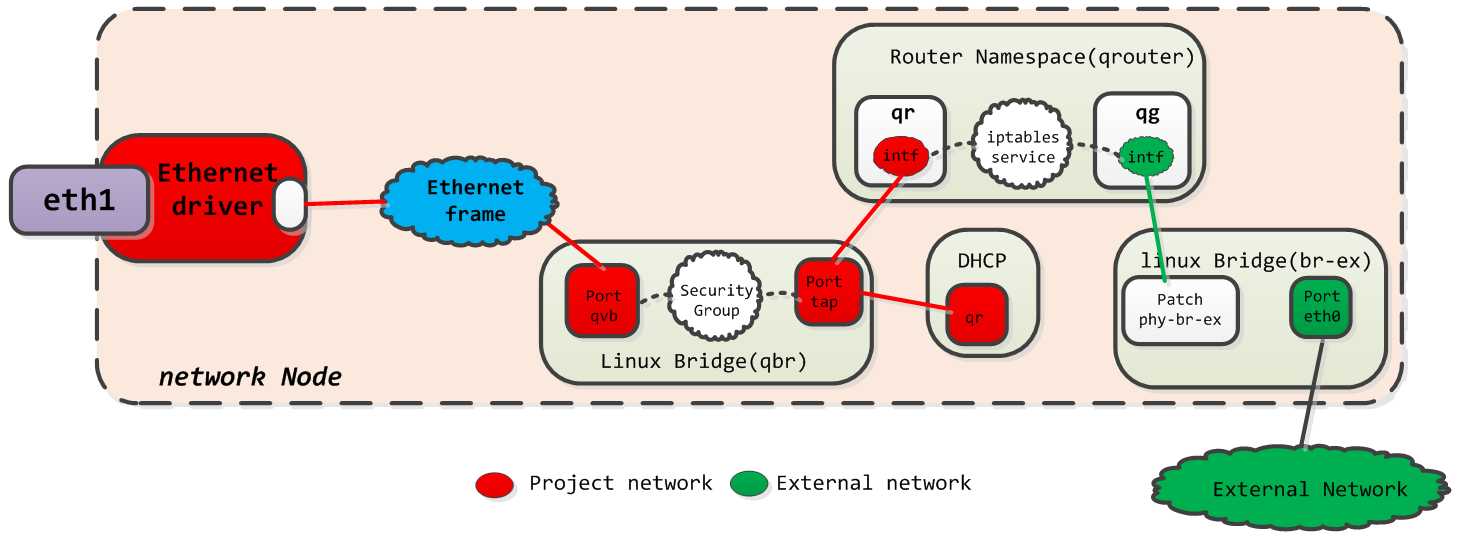 Router Namespace(qrouter)
qr
intf
iptables
service
qg
intf
eth1
Ethernet
driver
Ethernet
frame
Port
qvb
Security
Group
Port
tap
Linux Bridge(qbr)
DHCP
qr
linux Bridge(br-ex)
Patch
phy-br-ex
Port
eth0
network Node
Project network
External network
External Network